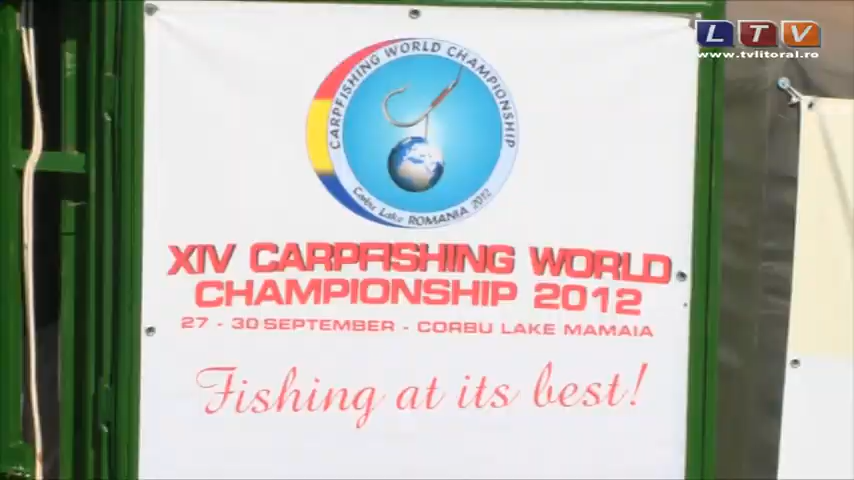 LTV
www.tvlitoral.ro
CARPFISHING WORLD CHAMPIONSHIP
Corbu Lake ROMANIA 2012
XIV CARPFISHING WORLD
CHAMPIONSHIP 2012
27 - 30 SEPTEMBER - CORBU LAKE MAMAIA
Fishing at its best!